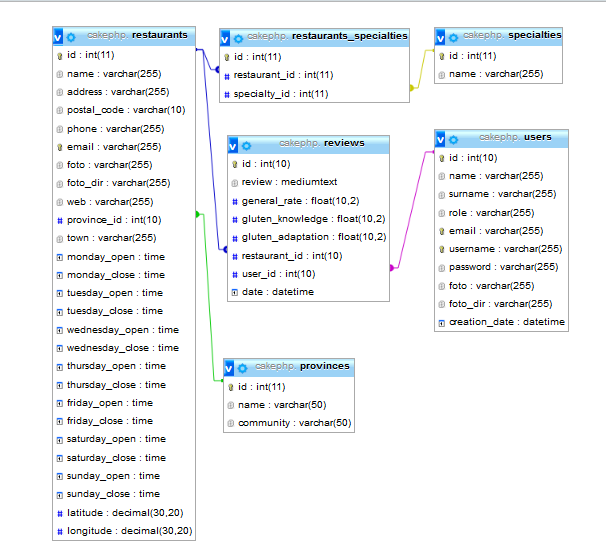 cakephp. restaurants
id : int(11)
name : varchar(255)
address : varchar(255)
postal_code : varchar(10)
phone : varchar(255)
email : varchar(255)
foto : varchar(255)
foto_dir : varchar(255)
web : varchar(255)
province_id : int(10)
town : varchar(255)
monday_open : time
monday_close : time
tuesday_open : time
tuesday_close : time
wednesday_open : time
wednesday_close : time
thursday_open : time
thursday_close : time
friday_open : time
friday_close : time
saturday_open : time
saturday_close : time
sunday_open : time
sunday_close : time
latitude : decimal(30,20)
longitude : decimal(30,20)
cakephp. restaurants_specialties
id : int(11)
restaurant_id : int(11)
specialty_id : int(11)
cakephp. specialties
id : int(11)
name : varchar(255)
cakephp. reviews
id : int(10)
review : mediumtext
general_rate : float(10,2)
gluten_knowledge : float(10,2)
gluten_adaptation : float(10,2)
restaurant_id : int(10)
user_id : int(10)
date : datetime
cakephp. users
id : int(10)
name : varchar(255)
surname : varchar(255)
role : varchar(255)
email : varchar(255)
username : varchar(255)
password : varchar(255)
foto : varchar(255)
foto_dir : varchar(255)
creation_date : datetime
cakephp. provinces
id : int(11)
name : varchar(50)
community : varchar(50)